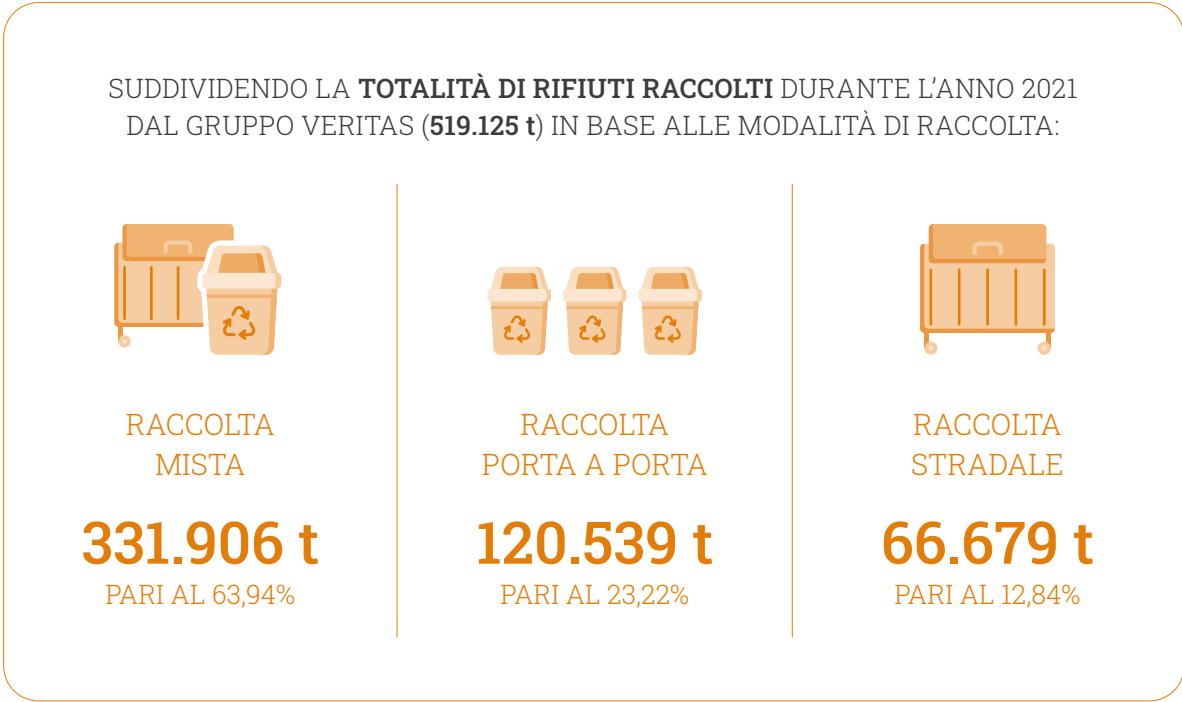 SUDDIVIDENDO LA TOTALITÀ DI RIFIUTI RACCOLTI DURANTE L'ANNO 2021
DAL GRUPPO VERITAS (519.125 t) IN BASE ALLE MODALITÀ DI RACCOLTA:
RACCOLTA
MISTA
331.906 t
PARI AL 63,94%
RACCOLTA
PORTA A PORTA
120.539 t
PARI AL 23,22%
RACCOLTA
STRADALE
66.679 t
PARI AL 12,84%